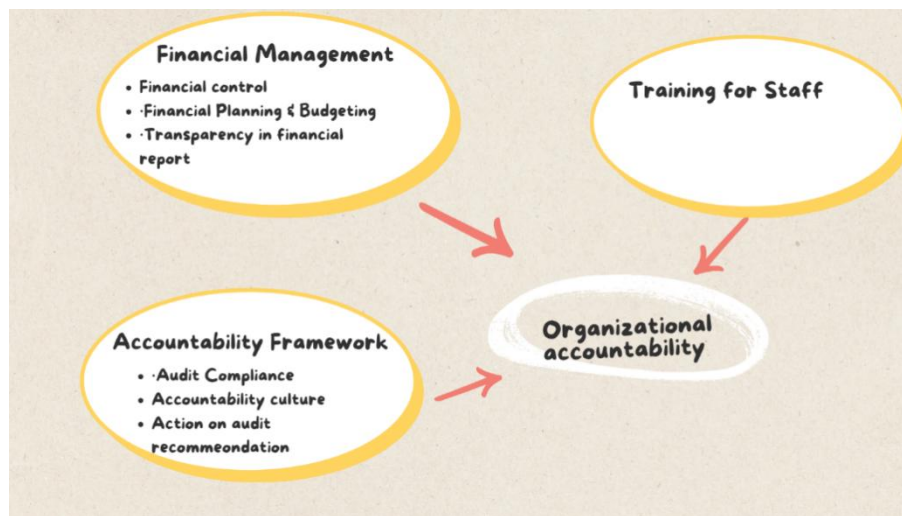 Financial Management
• Financial control
• ·Financial Planning & Budgeting
• ·Transparency in financial
report
Training for Staff
Accountability Framework
• ·Audit Compliance
• Accountability culture
• Action on audit
recommeondation
Organizational
accountability